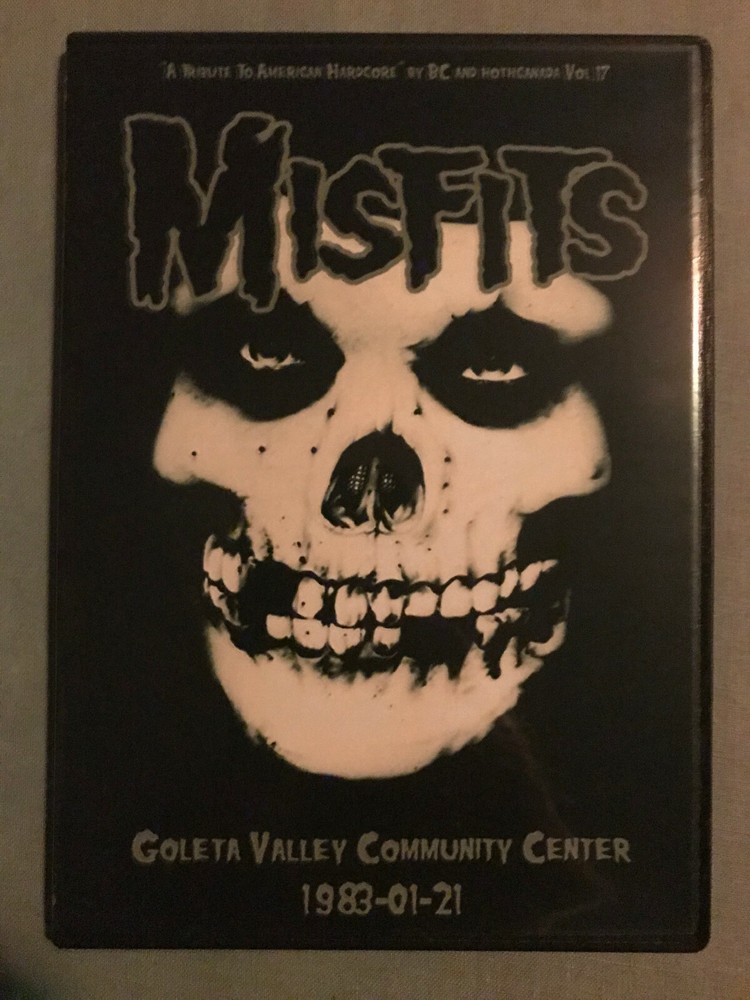 "A Tribute To American Hardcore" by BC and hothcanada Vol 17
Misfits
Goleta Valley Community Center
1983-01-21